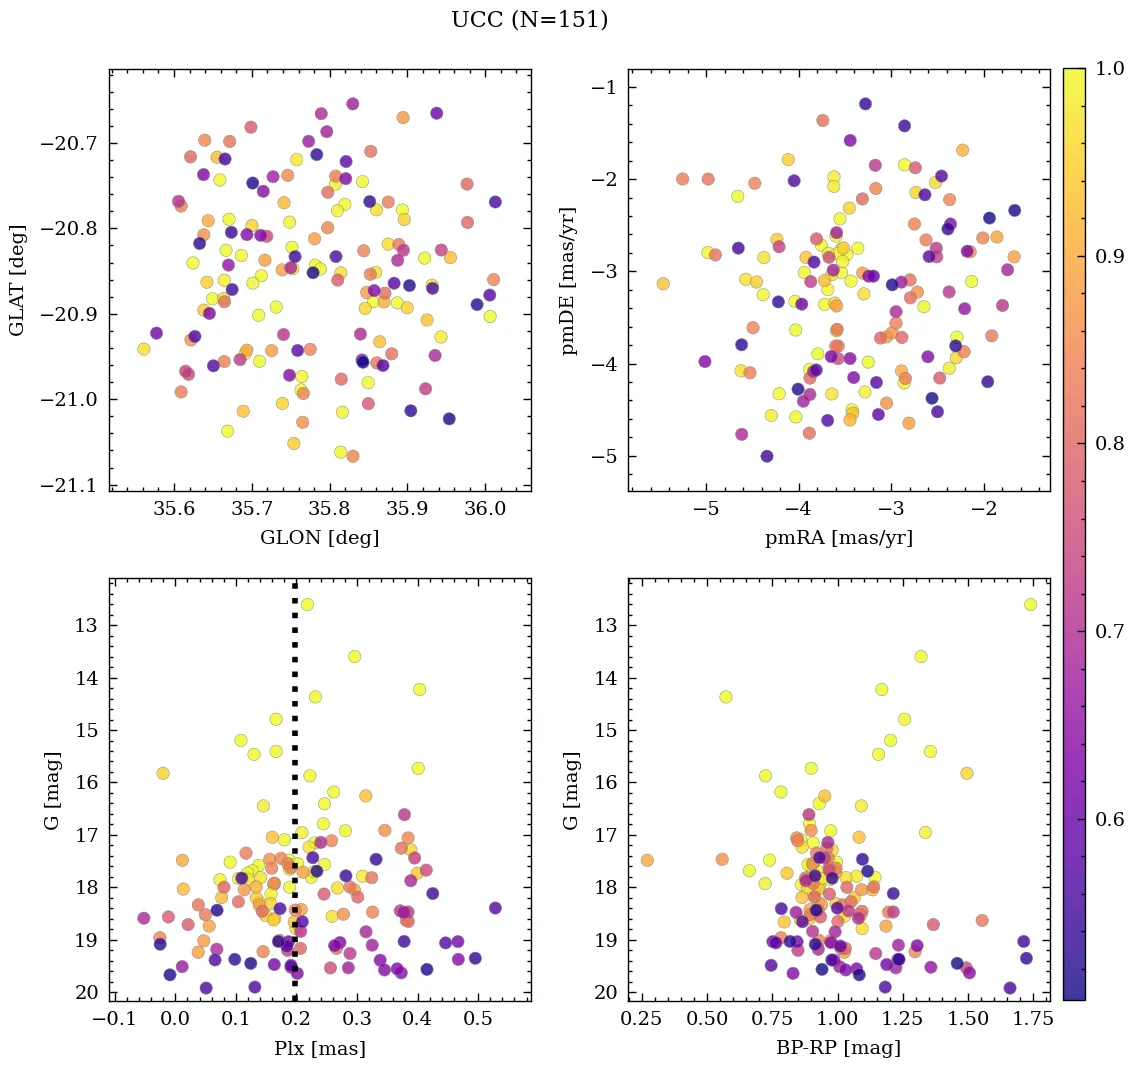 UCC (N=151)
−20.7
−20.8
−20.9
−21.0
−21.1
GLAT [deg]
35.6 35.7 35.8 35.9 36.0
GLON [deg]
−1
−2
−3
−4
−5
pmDE [mas/yr]
−5 −4 −3 −2
pmRA [mas/yr]
1.0
0.9
0.8
0.7
0.6
13
14
15
16
17
18
19
20
G [mag]
−0.1 0.0 0.1 0.2 0.3 0.4 0.5
Plx [mas]
13
14
15
16
17
18
19
20
G [mag]
0.25 0.50 0.75 1.00 1.25 1.50 1.75
BP-RP [mag]